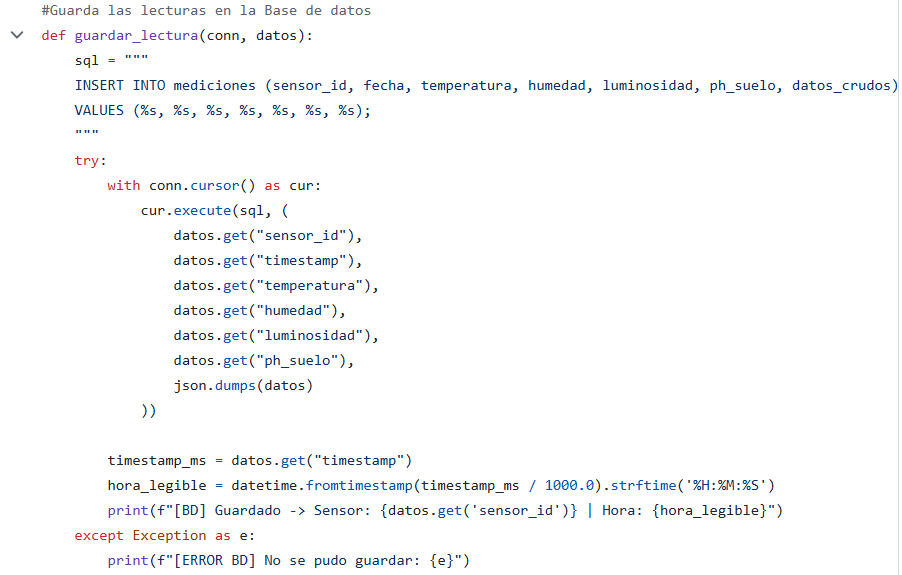 #Guarda las lecturas en la Base de datos
def guardar_lectura(conn, datos):
    sql = """
    INSERT INTO mediciones (sensor_id, fecha, temperatura, humedad, luminosidad, ph_suelo, datos_crudos)
    VALUES (%s, %s, %s, %s, %s, %s, %s);
    """
    try:
        with conn.cursor() as cur:
            cur.execute(sql, (
                datos.get("sensor_id"),
                datos.get("timestamp"),
                datos.get("temperatura"),
                datos.get("humedad"),
                datos.get("luminosidad"),
                datos.get("ph_suelo"),
                json.dumps(datos)
            ))

        timestamp_ms = datos.get("timestamp")
        hora_legible = datetime.fromtimestamp(timestamp_ms / 1000.0).strftime('%H:%M:%S')
        print(f"[BD] Guardado -> Sensor: {datos.get('sensor_id')} | Hora: {hora_legible}")
    except Exception as e:
        print(f"[ERROR BD] No se pudo guardar: {e}")